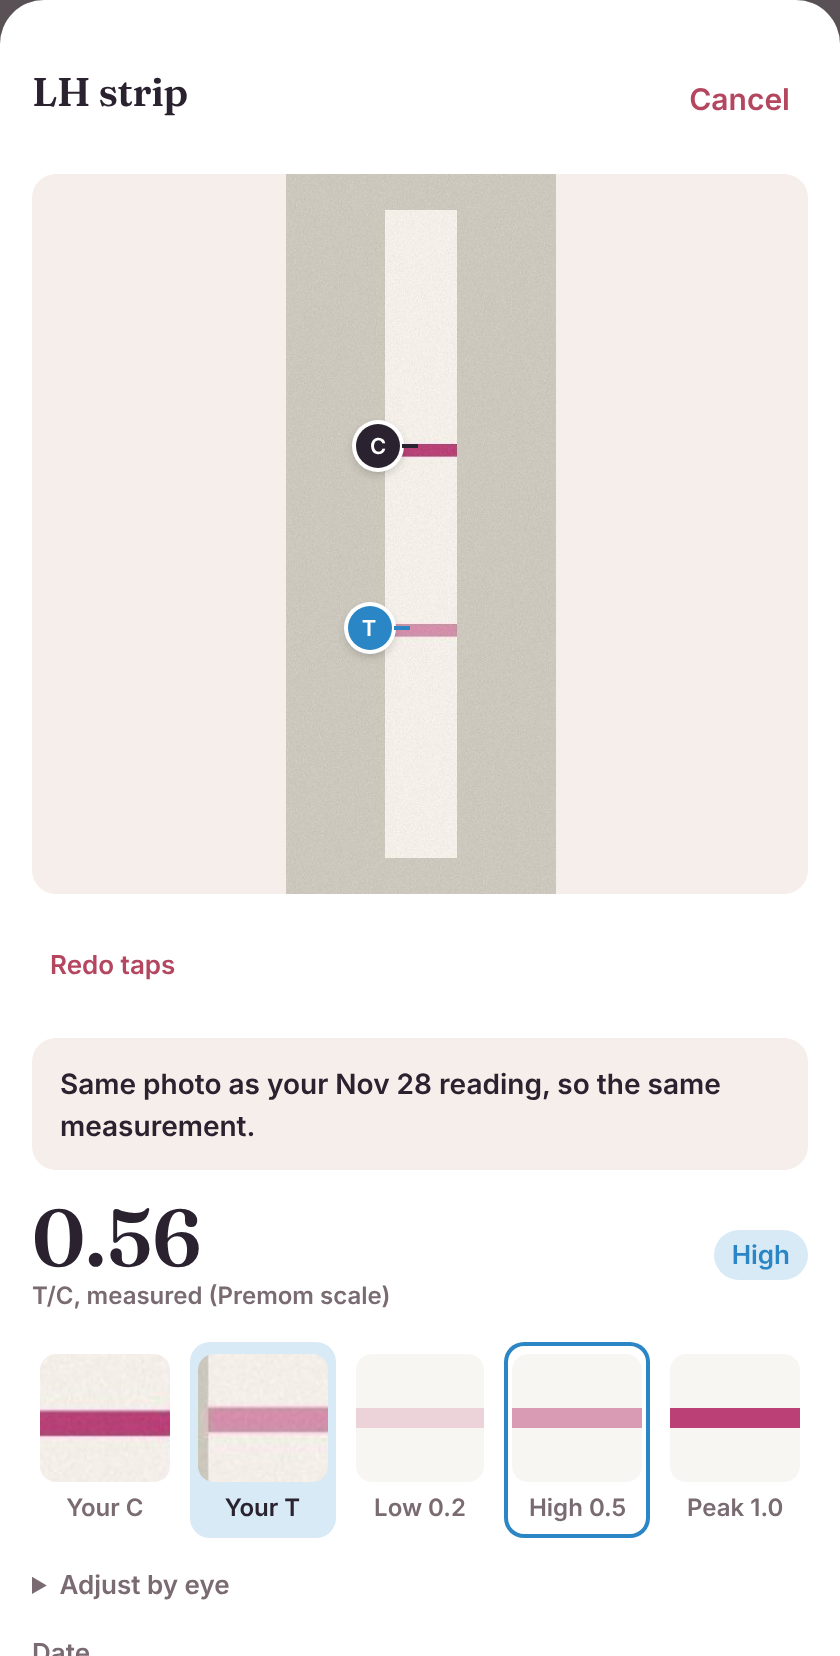 LH strip
Cancel
C
T
Redo taps
Same photo as your Nov 28 reading, so the same
measurement.
0.56
High
T/C, measured (Premom scale)
Your C
Your T
Low 0.2
High 0.5
Peak 1.0
Adjust by eye
Date